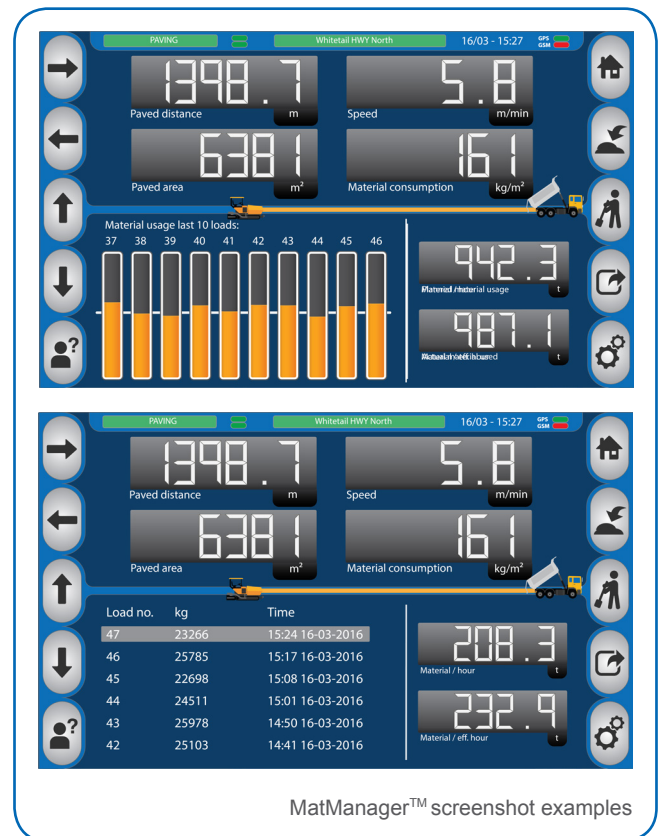 PAVING Whitetail HWY North 16/03 - 15:27 GPS GSM
1398.7 5.8
Paved distance m Speed m/min
6381 161
Paved area m² Material consumption kg/m²
Material usage last 10 loads:
37 38 39 40 41 42 43 44 45 46
942.3
material usage t
987.1
used t
?
PAVING Whitetail HWY North 16/03 - 15:27 GPS GSM
1398.7 5.8
Paved distance m Speed m/min
6381 161
Paved area m² Material consumption kg/m²
Load no. kg Time
47 23266 15:24 16-03-2016
46 25785 15:17 16-03-2016
45 22698 15:08 16-03-2016
44 24511 15:01 16-03-2016
43 25978 14:50 16-03-2016
42 25103 14:41 16-03-2016
208.3
Material / hour t
232.9
Material / eff. hour t
?
MatManager™ screenshot examples